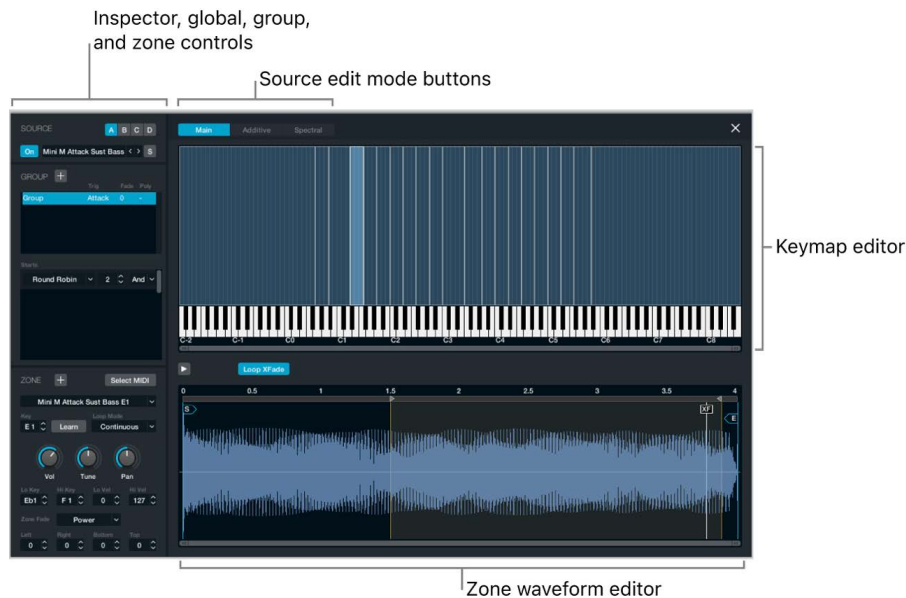 Inspector, global, group,
and zone controls
Source edit mode buttons
SOURCE A B C D
On Mini M Attack Sust Bass < > S
GROUP +
Trig Fade Poly
Group Attack 0 -
Starts
Round Robin 2 And
ZONE + Select MIDI
Mini M Attack Sust Bass E1
Key Loop Mode
E 1 Learn Continuous
Vol Tune Pan
Lo Key Hi Key Lo Vel Hi Vel
Eb1 F 1 0 127
Zone Fade Power
Left Right Bottom Top
0 0 0 0
Main Additive Spectral
C-2 C-1 C0 C1 C2 C3 C4 C5 C6 C7 C8
Keymap editor
Loop XFade
0 0.5 1 1.5 2 2.5 3 3.5 4
S XF E
Zone waveform editor